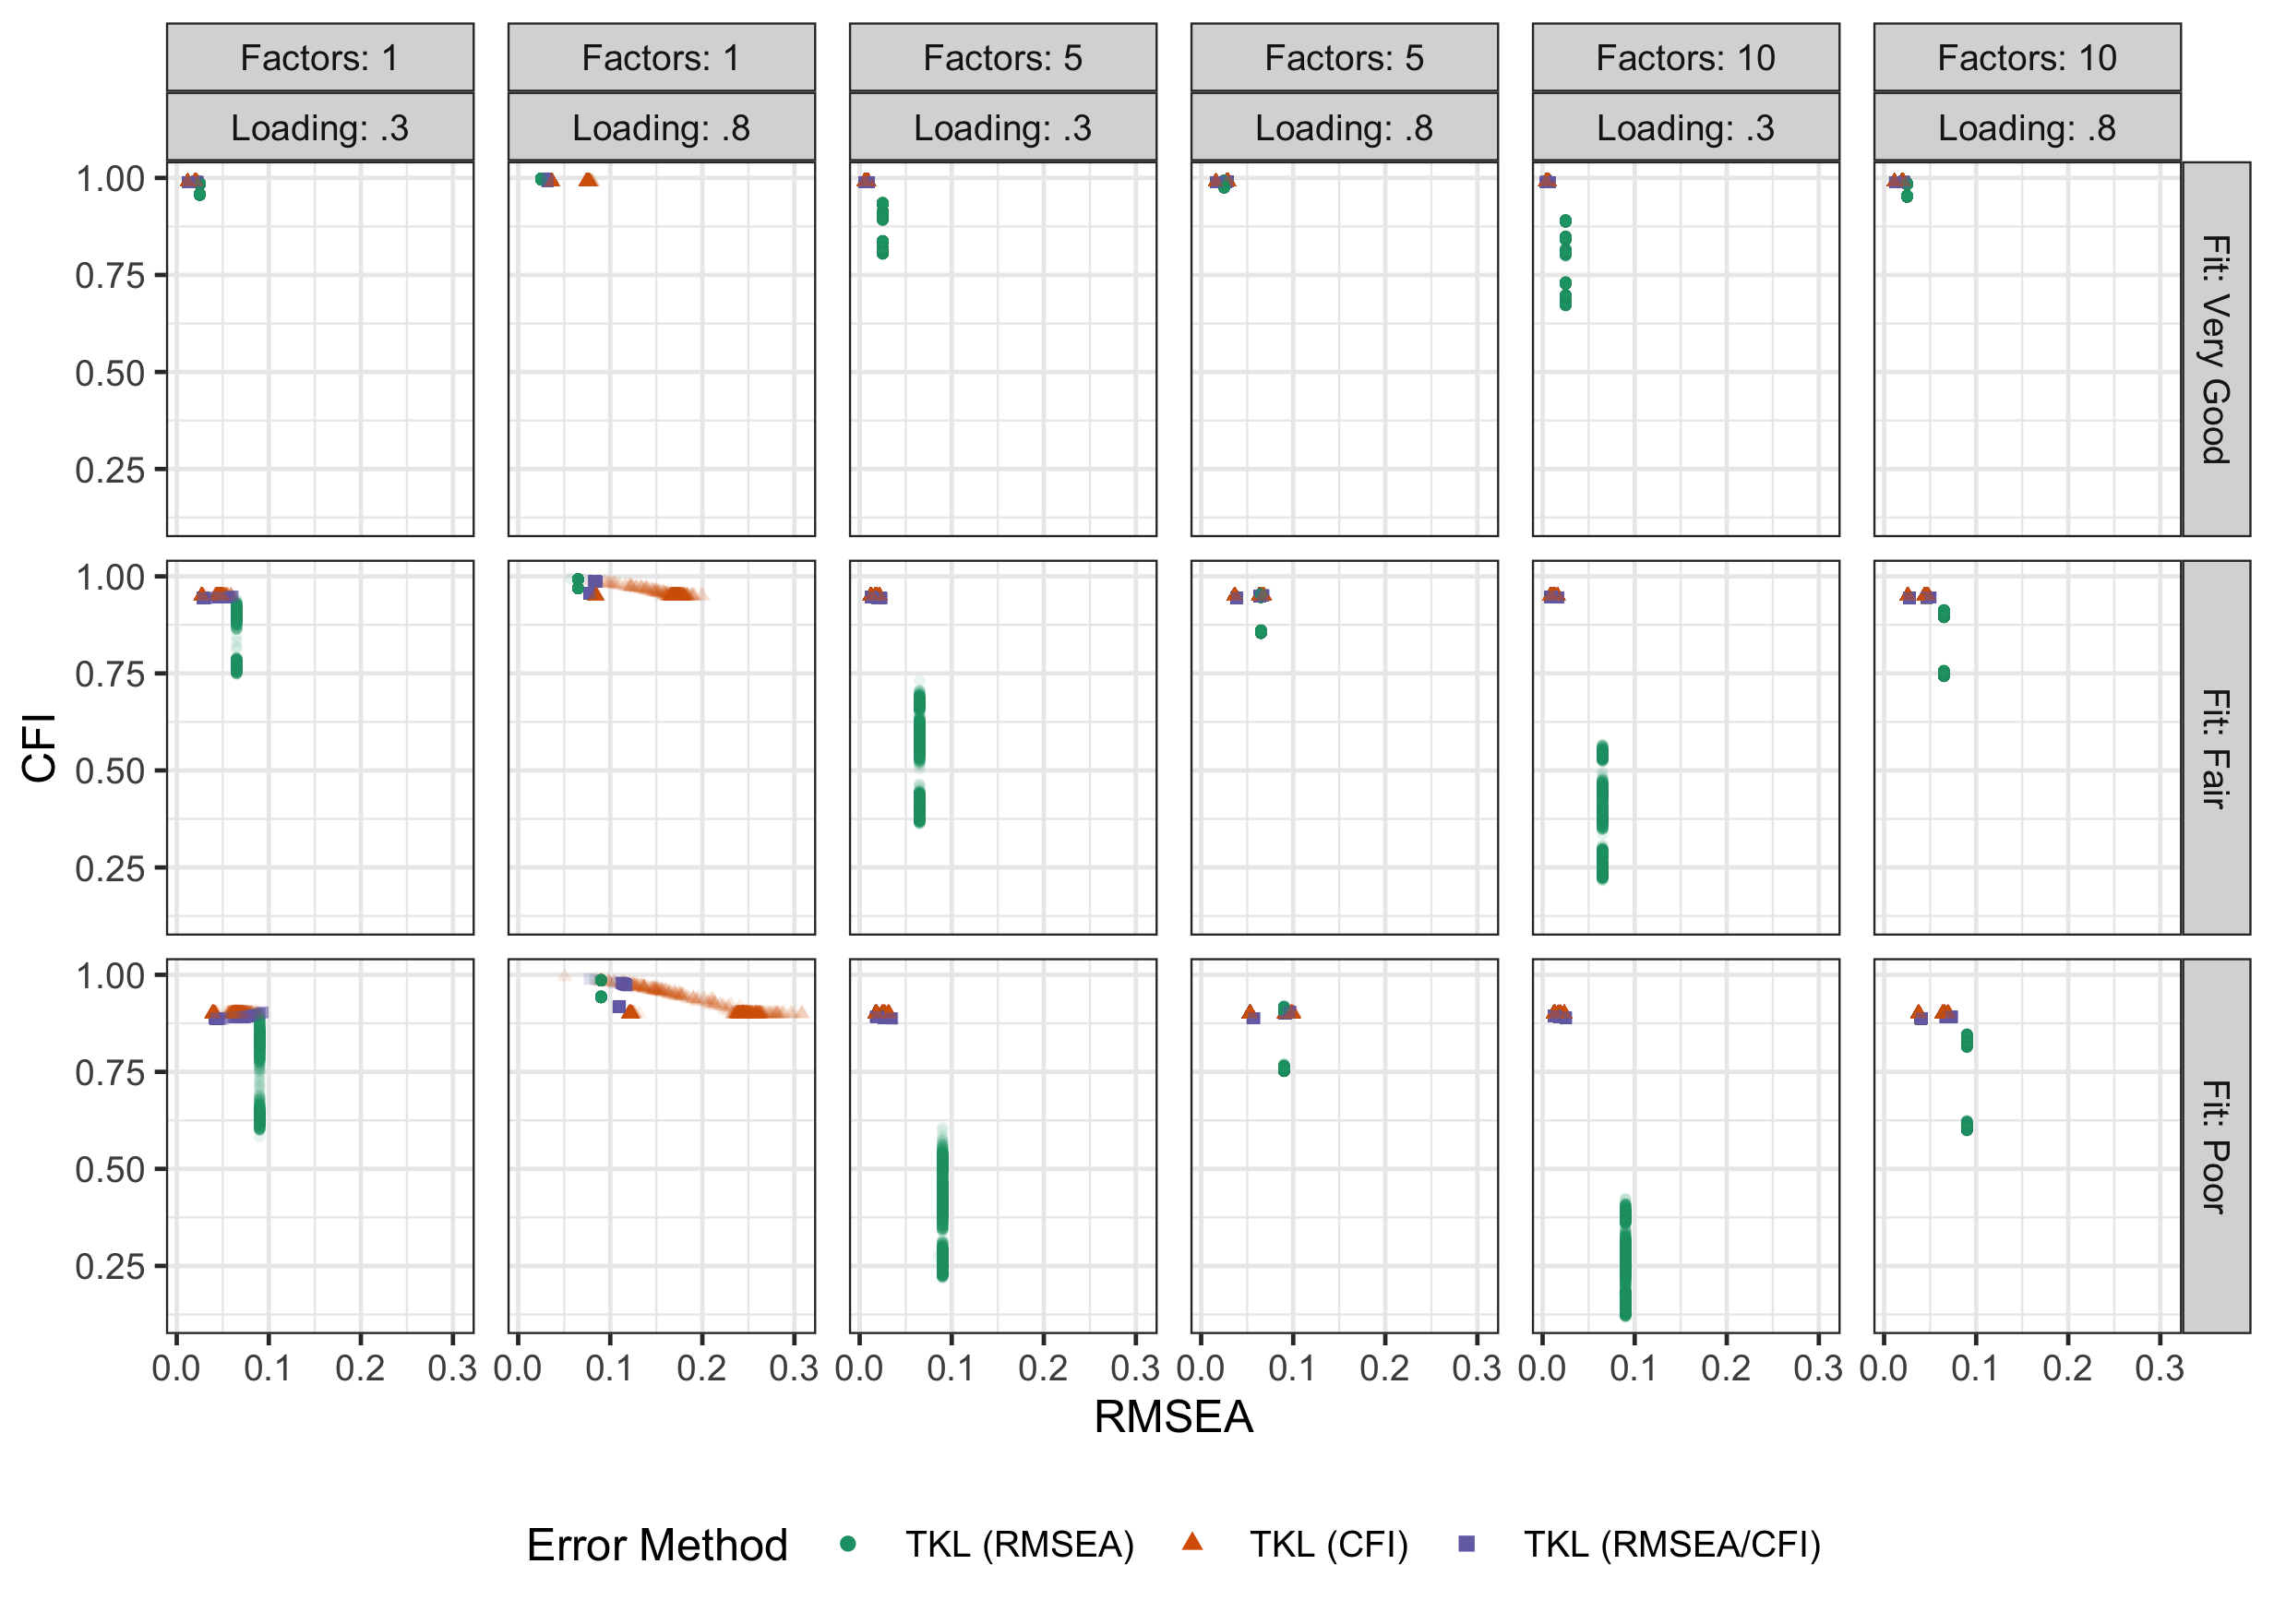 Factors: 1 Factors: 1 Factors: 5 Factors: 5 Factors: 10 Factors: 10
Loading: .3 Loading: .8 Loading: .3 Loading: .8 Loading: .3 Loading: .8
1.00
0.75
0.50
0.25
Fit: Very Good
1.00
0.75
0.50
0.25
Fit: Fair
1.00
0.75
0.50
0.25
Fit: Poor
CFI
0.0 0.1 0.2 0.3 0.0 0.1 0.2 0.3 0.0 0.1 0.2 0.3 0.0 0.1 0.2 0.3 0.0 0.1 0.2 0.3 0.0 0.1 0.2 0.3
RMSEA
Error Method TKL (RMSEA) TKL (CFI) TKL (RMSEA/CFI)